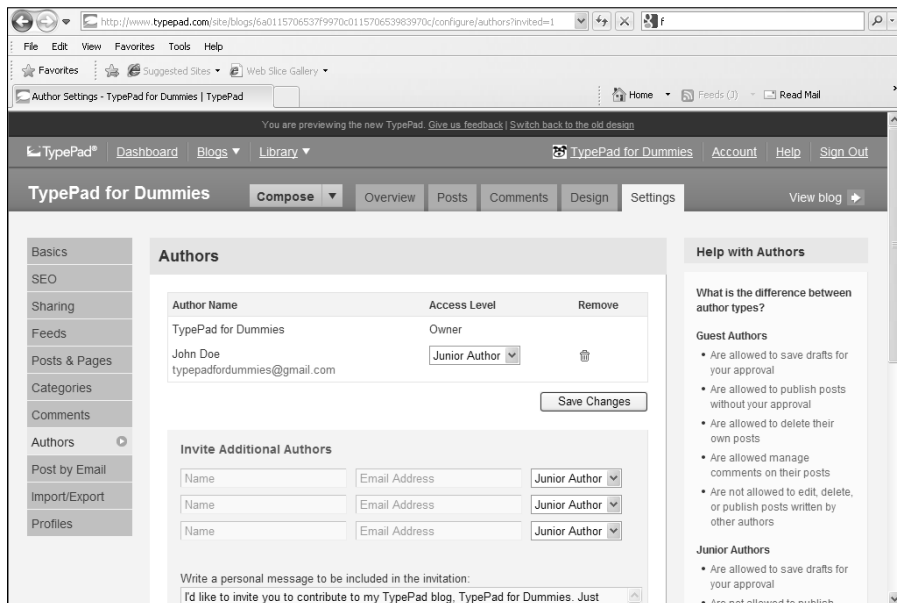 http://www.typepad.com/site/blogs/6a0115706537f9970c011570653983970c/configure/authors?invited=1
f
File Edit View Favorites Tools Help
Favorites Suggested Sites Web Slice Gallery
Author Settings - TypePad for Dummies | TypePad
Home Feeds (J) Read Mail
You are previewing the new TypePad. Give us feedback | Switch back to the old design
TypePad® Dashboard Blogs Library TypePad for Dummies Account Help Sign Out
TypePad for Dummies Compose Overview Posts Comments Design Settings View blog
Basics
SEO
Sharing
Feeds
Posts & Pages
Categories
Comments
Authors
Post by Email
Import/Export
Profiles
Authors
Author Name Access Level Remove
TypePad for Dummies Owner
John Doe Junior Author
typepadfordummies@gmail.com
Save Changes
Invite Additional Authors
Name Email Address Junior Author
Name Email Address Junior Author
Name Email Address Junior Author
Write a personal message to be included in the invitation:
I'd like to invite you to contribute to my TypePad blog, TypePad for Dummies. Just
Help with Authors
What is the difference between
author types?
Guest Authors
• Are allowed to save drafts for
your approval
• Are allowed to publish posts
without your approval
• Are allowed to delete their
own posts
• Are allowed manage
comments on their posts
• Are not allowed to edit, delete,
or publish posts written by
other authors
Junior Authors
• Are allowed to save drafts for
your approval
• Are not allowed to publish